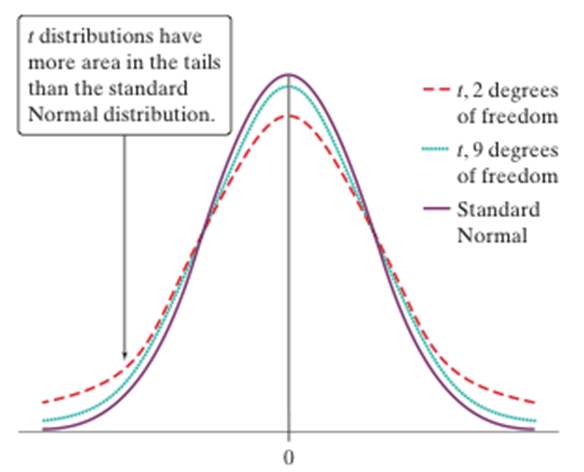 t distributions have
more area in the tails
than the standard
Normal distribution.
t, 2 degrees
of freedom
t, 9 degrees
of freedom
Standard
Normal
0